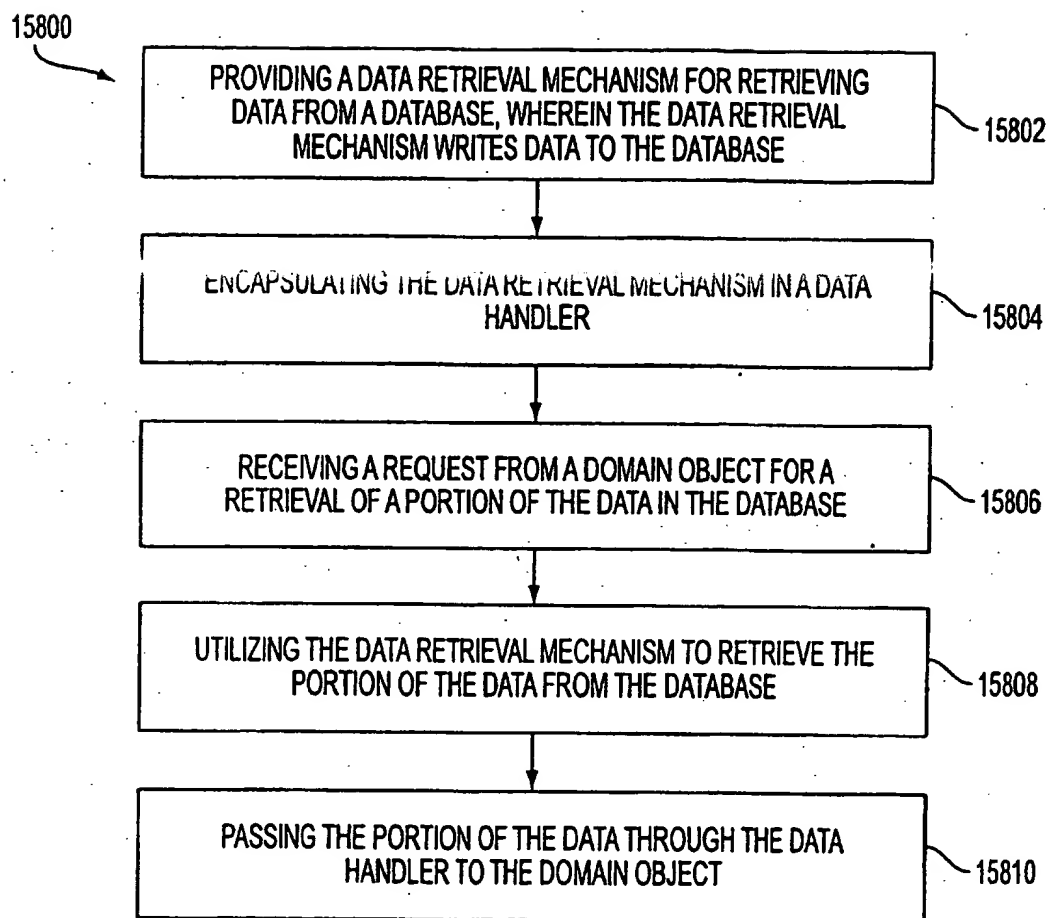 15800
PROVIDING A DATA RETRIEVAL MECHANISM FOR RETRIEVING
DATA FROM A DATABASE, WHEREIN THE DATA RETRIEVAL
MECHANISM WRITES DATA TO THE DATABASE
15802
ENCAPSULATING THE DATA RETRIEVAL MECHANISM IN A DATA
HANDLER
15804
RECEIVING A REQUEST FROM A DOMAIN OBJECT FOR A
RETRIEVAL OF A PORTION OF THE DATA IN THE DATABASE
15806
UTILIZING THE DATA RETRIEVAL MECHANISM TO RETRIEVE THE
PORTION OF THE DATA FROM THE DATABASE
15808
PASSING THE PORTION OF THE DATA THROUGH THE DATA
HANDLER TO THE DOMAIN OBJECT
15810